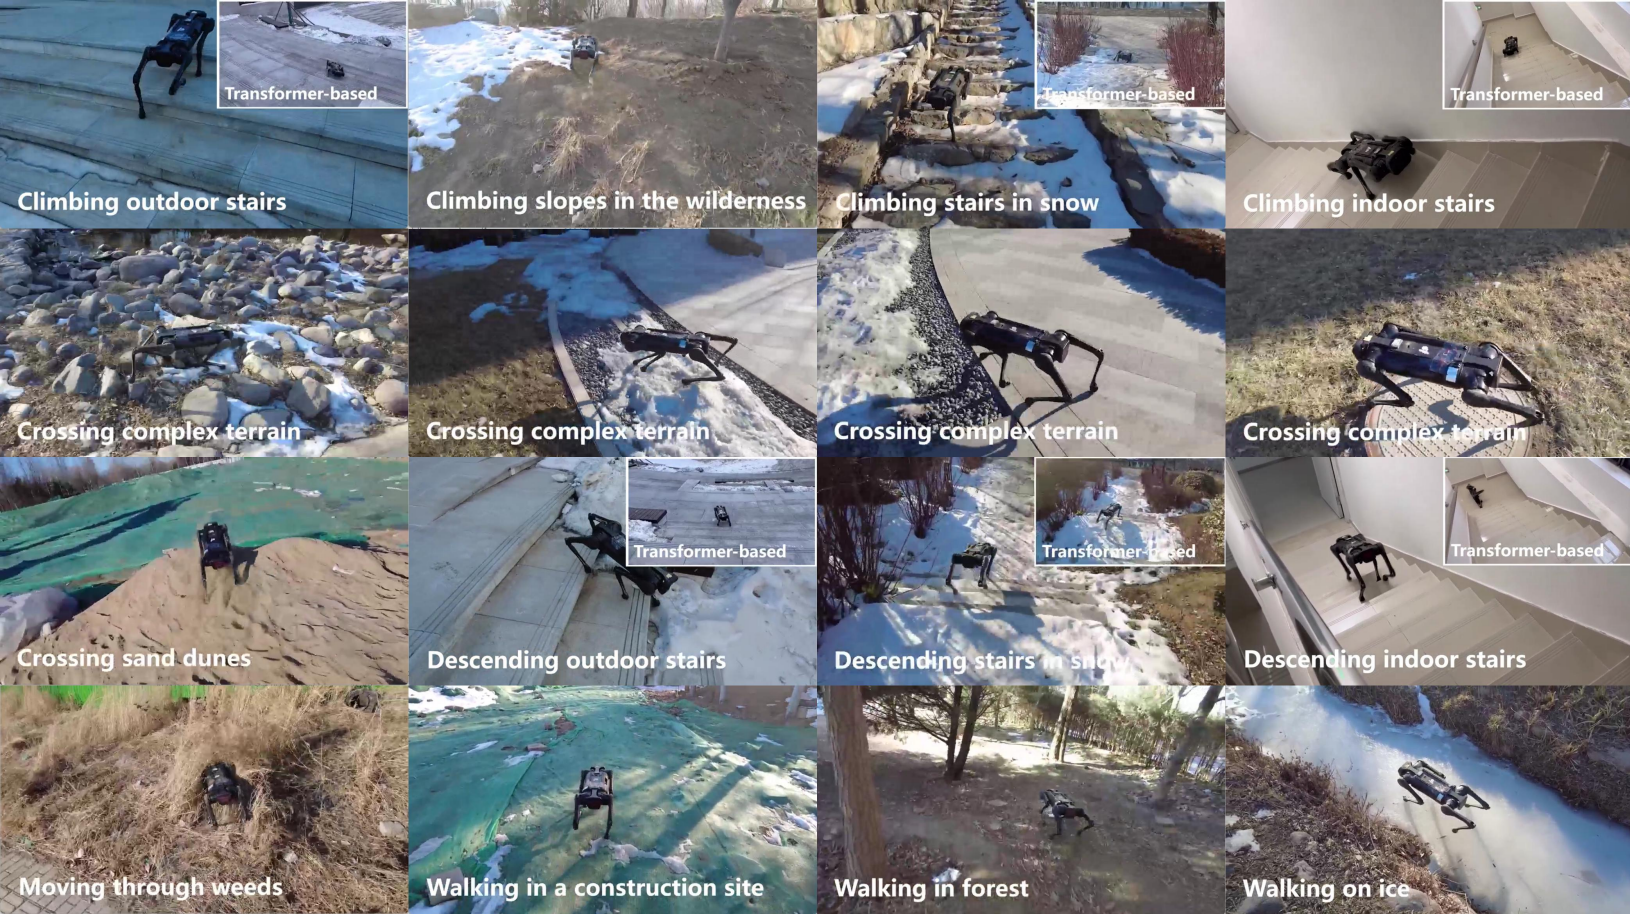 Transformer-based
Climbing outdoor stairs
Climbing slopes in the wilderness
Transformer-based
Climbing stairs in snow
Transformer-based
Climbing indoor stairs
Crossing complex terrain
Crossing complex terrain
Crossing complex terrain
Crossing complex terrain
Crossing sand dunes
Transformer-based
Descending outdoor stairs
Transformer-based
Descending stairs in snow
Transformer-based
Descending indoor stairs
Moving through weeds
Walking in a construction site
Walking in forest
Walking on ice